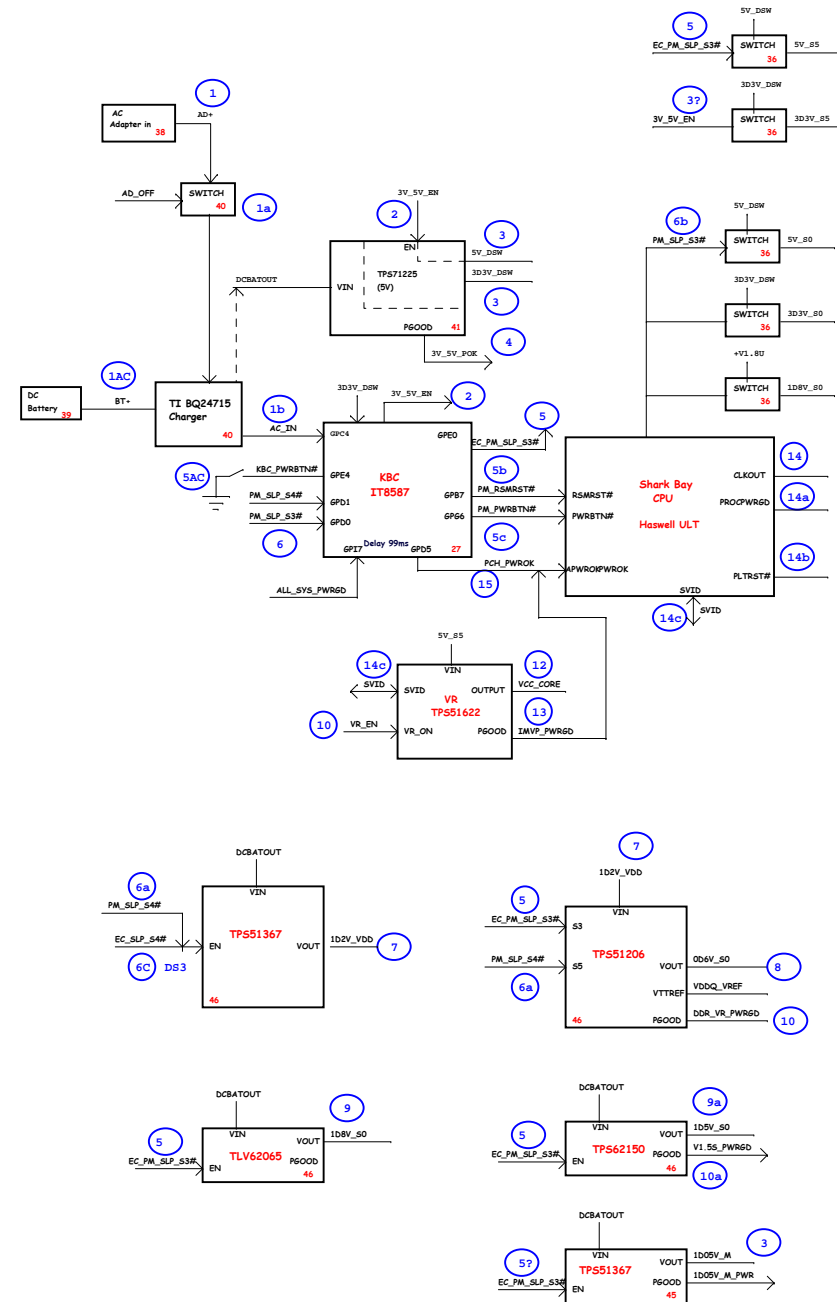 5
5V_DSW
EC_PM_SLP_S3#
SWITCH
36
5V_S5
3?
3D3V_DSW
3V_5V_EN
SWITCH
36
3D3V_S5
1
AC
Adapter in
38
AD+
AD_OFF
SWITCH
40
1a
3V_5V_EN
2
EN
5V_DSW
3
TPS71225
(5V)
3D3V_DSW
3
DCBATOUT
VIN
PGOOD
41
3V_5V_POK
4
6b
5V_DSW
PM_SLP_S3#
SWITCH
36
5V_S0
3D3V_DSW
SWITCH
36
3D3V_S0
+V1.8U
SWITCH
36
1D8V_S0
DC
Battery
39
1AC
BT+
TI BQ24715
Charger
40
1b
AC_IN
3D3V_DSW
3V_5V_EN
2
GPC4
GPE0
EC_PM_SLP_S3#
5
5AC
KBC_PWRBTN#
GPE4
KBC
IT8587
5b
GPB7
PM_RSMRST#
PM_SLP_S4#
GPD1
PM_SLP_S3#
GPD0
GPG6
PM_PWRBTN#
5c
6
Delay 99ms
27
GPI7
GPD5
PCH_PWROK
15
ALL_SYS_PWRGD
Shark Bay
CPU
Haswell ULT
RSMRST#
PWRBTN#
APWROKPWROK
CLKOUT
14
PROCPWRGD
14a
PLTRST#
14b
SVID
14c
SVID
5V_S5
VIN
14c
SVID
SVID
VR
TPS51622
OUTPUT
12
VCC_CORE
10
VR_EN
VR_ON
PGOOD
13
IMVP_PWRGD
DCBATOUT
VIN
6a
PM_SLP_S4#
EC_SLP_S4#
EN
TPS51367
VOUT
1D2V_VDD
7
6C
DS3
46
7
1D2V_VDD
VIN
5
EC_PM_SLP_S3#
S3
TPS51206
PM_SLP_S4#
S5
6a
VOUT
0D6V_S0
8
VTTREF
VDDQ_VREF
46
PGOOD
DDR_VR_PWRGD
10
DCBATOUT
VIN
5
EC_PM_SLP_S3#
EN
TLV62065
VOUT
9
1D8V_S0
PGOOD
46
DCBATOUT
VIN
5
EC_PM_SLP_S3#
EN
TPS62150
VOUT
9a
1D5V_S0
PGOOD
V1.5S_PWRGD
46
10a
DCBATOUT
VIN
5?
EC_PM_SLP_S3#
EN
TPS51367
VOUT
1D05V_M
3
PGOOD
1D05V_M_PWR
45